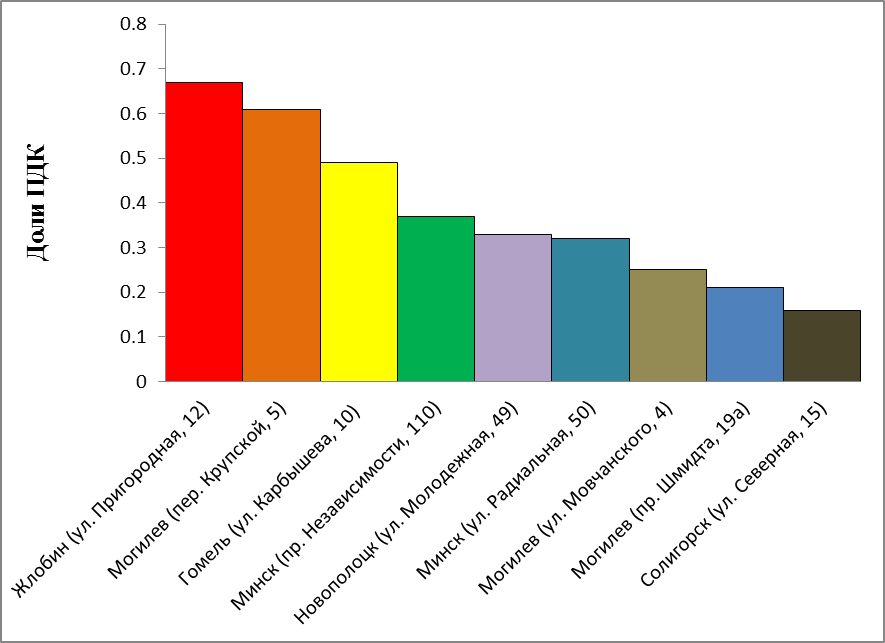 Доли ПДК
0.8
0.7
0.6
0.5
0.4
0.3
0.2
0.1
0
Жлобин (ул. Пригородная, 12)
Могилев (пер. Крупской, 5)
Гомель (ул. Карбышева, 10)
Минск (пр. Независимости, 110)
Новополоцк (ул. Молодежная, 49)
Минск (ул. Радиальная, 50)
Могилев (ул. Мовчанского, 4)
Могилев (пр. Шмидта, 19а)
Солигорск (ул. Северная, 15)